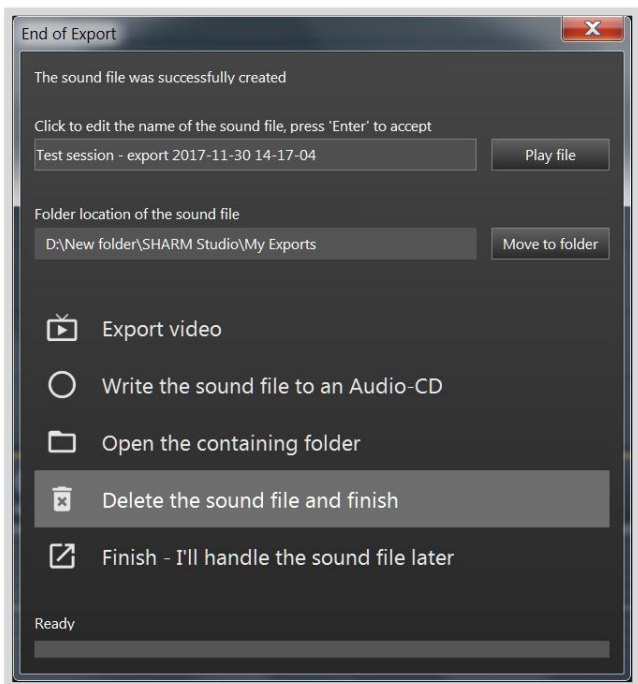 End of Export
The sound file was successfully created
Click to edit the name of the sound file, press 'Enter' to accept
Test session - export 2017-11-30 14-17-04
Play file
Folder location of the sound file
D:\New folder\SHARM Studio\My Exports
Move to folder
Export video
Write the sound file to an Audio-CD
Open the containing folder
Delete the sound file and finish
Finish - I'll handle the sound file later
Ready